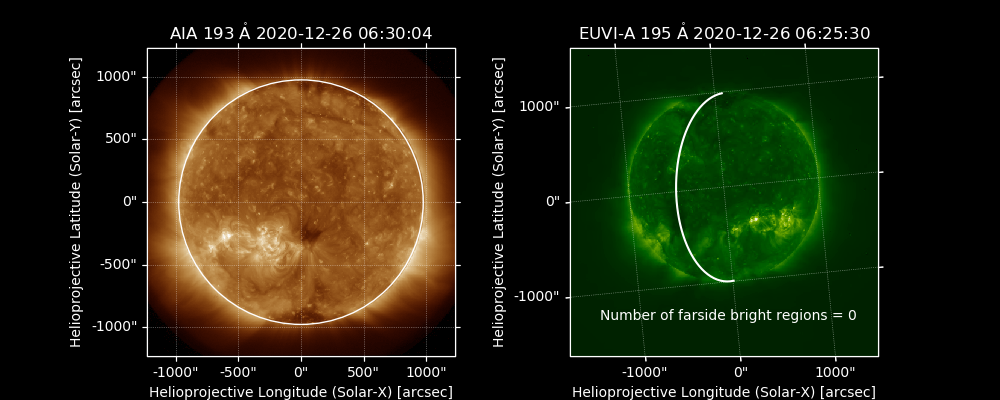 AIA 193 Å 2020-12-26 06:30:04
Helioprojective Latitude (Solar-Y) [arcsec]
1000"
500"
0"
-500"
-1000"
-1000" -500" 0" 500" 1000"
Helioprojective Longitude (Solar-X) [arcsec]
EUVI-A 195 Å 2020-12-26 06:25:30
Helioprojective Latitude (Solar-Y) [arcsec]
1000"
0"
-1000"
Number of farside bright regions = 0
-1000" 0" 1000"
Helioprojective Longitude (Solar-X) [arcsec]